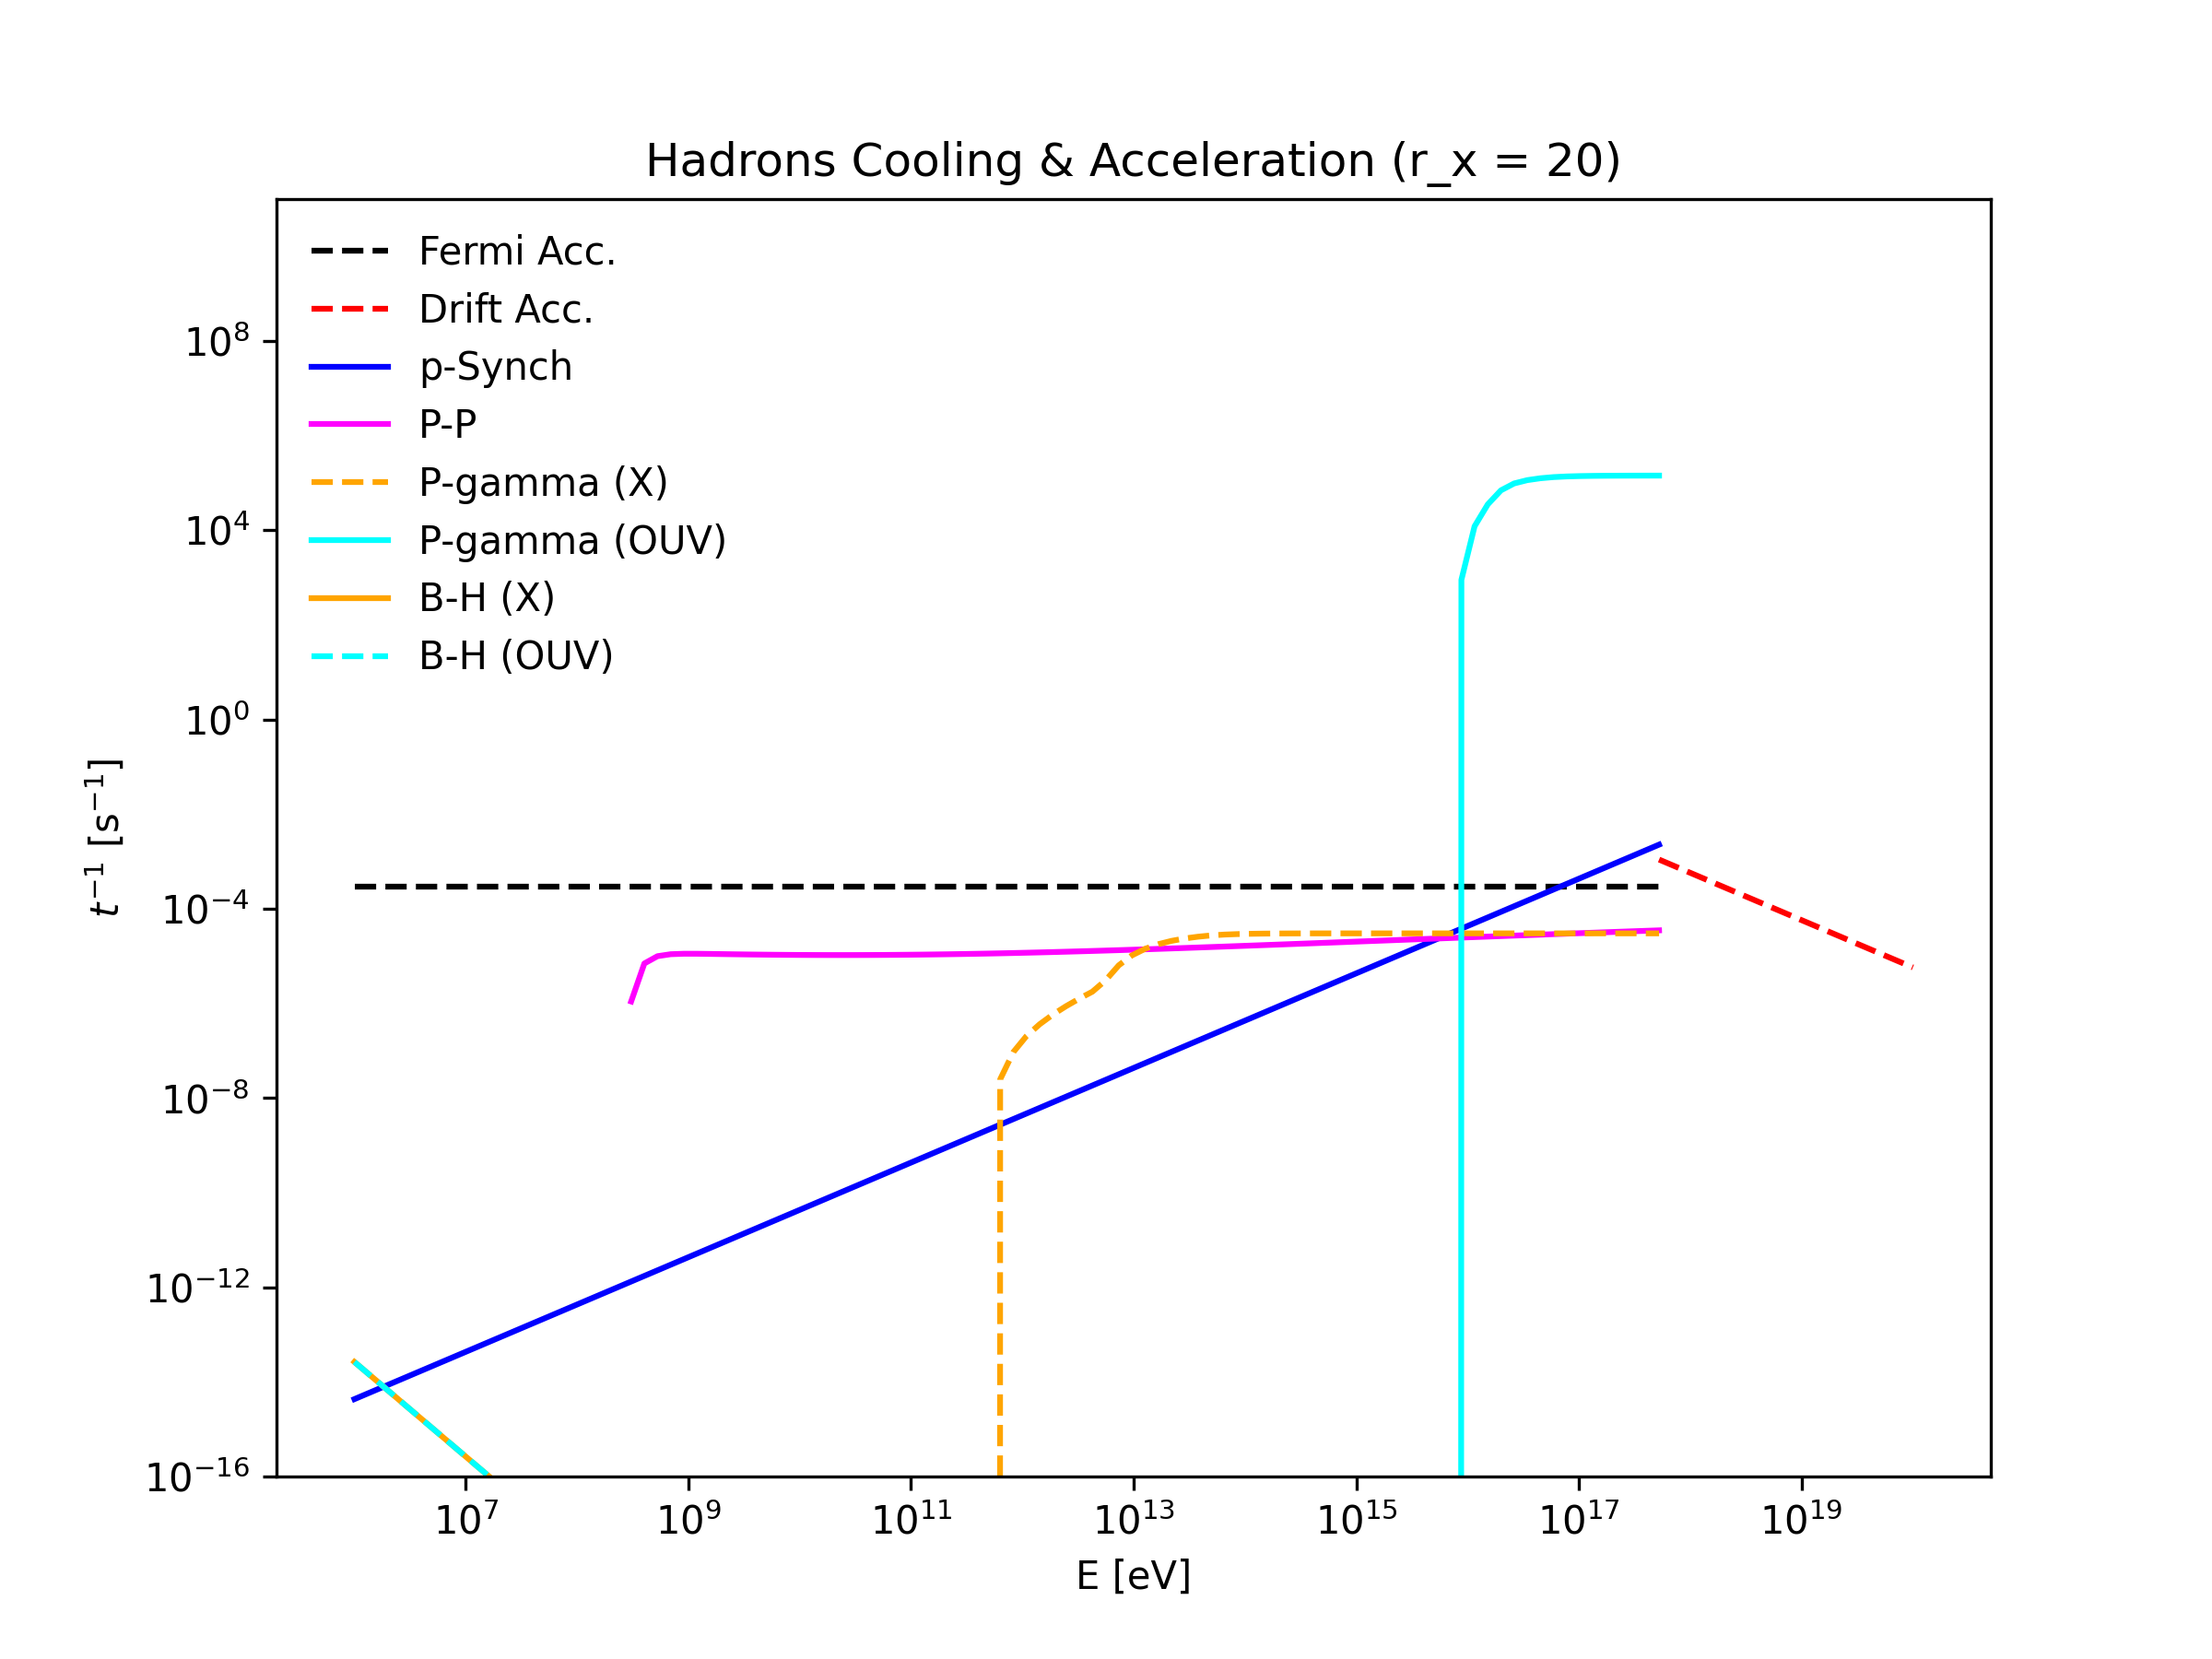 Hadrons Cooling & Acceleration (r_x = 20)
Fermi Acc.
Drift Acc.
p-Synch
P-P
P-gamma (X)
P-gamma (OUV)
B-H (X)
B-H (OUV)
10⁸
10⁴
10⁰
10⁻⁴
10⁻⁸
10⁻¹²
10⁻¹⁶
t⁻¹ [s⁻¹]
10⁷ 10⁹ 10¹¹ 10¹³ 10¹⁵ 10¹⁷ 10¹⁹
E [eV]